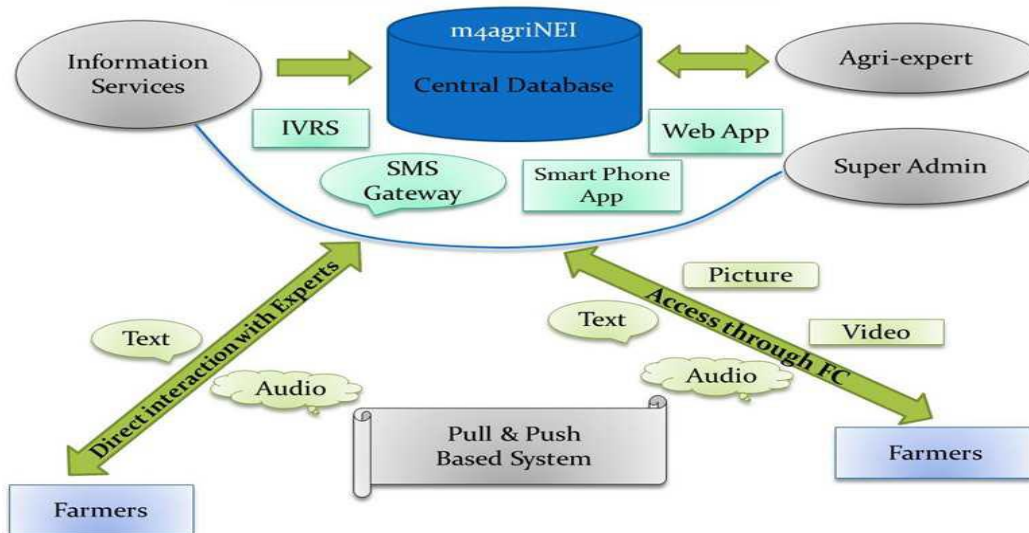 m4agriNEI
Central Database
Information
Services
Agri-expert
IVRS
Web App
SMS
Gateway
Smart Phone
App
Super Admin
Direct interaction with Experts
Text
Audio
Access through FC
Picture
Text
Video
Audio
Pull & Push
Based System
Farmers
Farmers